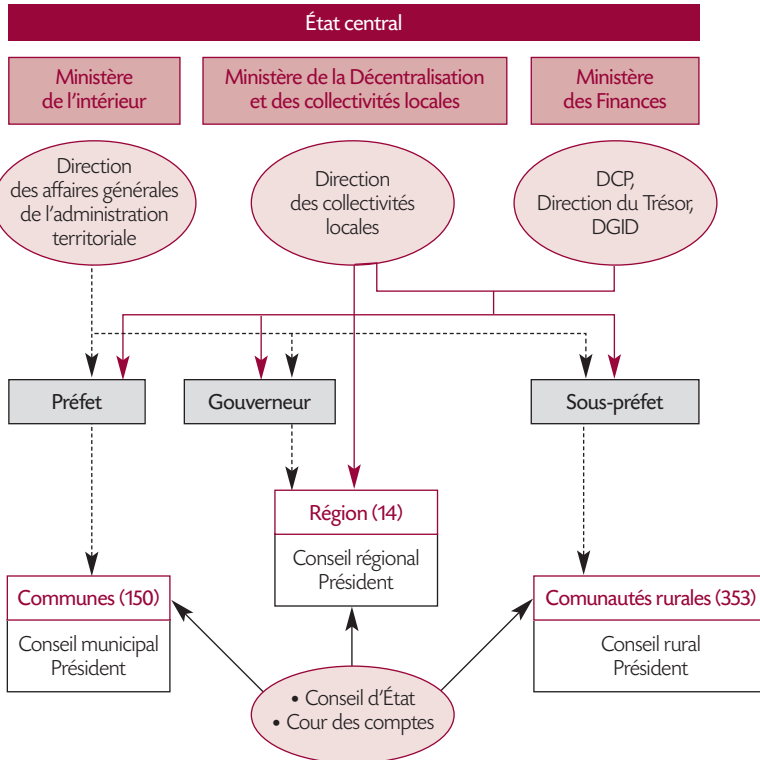 État central
Ministère
de l'intérieur
Ministère de la Décentralisation
et des collectivités locales
Ministère
des Finances
Direction
des affaires générales
de l'administration
territoriale
Direction
des collectivités
locales
DCP,
Direction du Trésor,
DGID
Préfet
Gouverneur
Sous-préfet
Région (14)
Conseil régional
Président
Communes (150)
Conseil municipal
Président
Comunautés rurales (353)
Conseil rural
Président
• Conseil d'État
• Cour des comptes